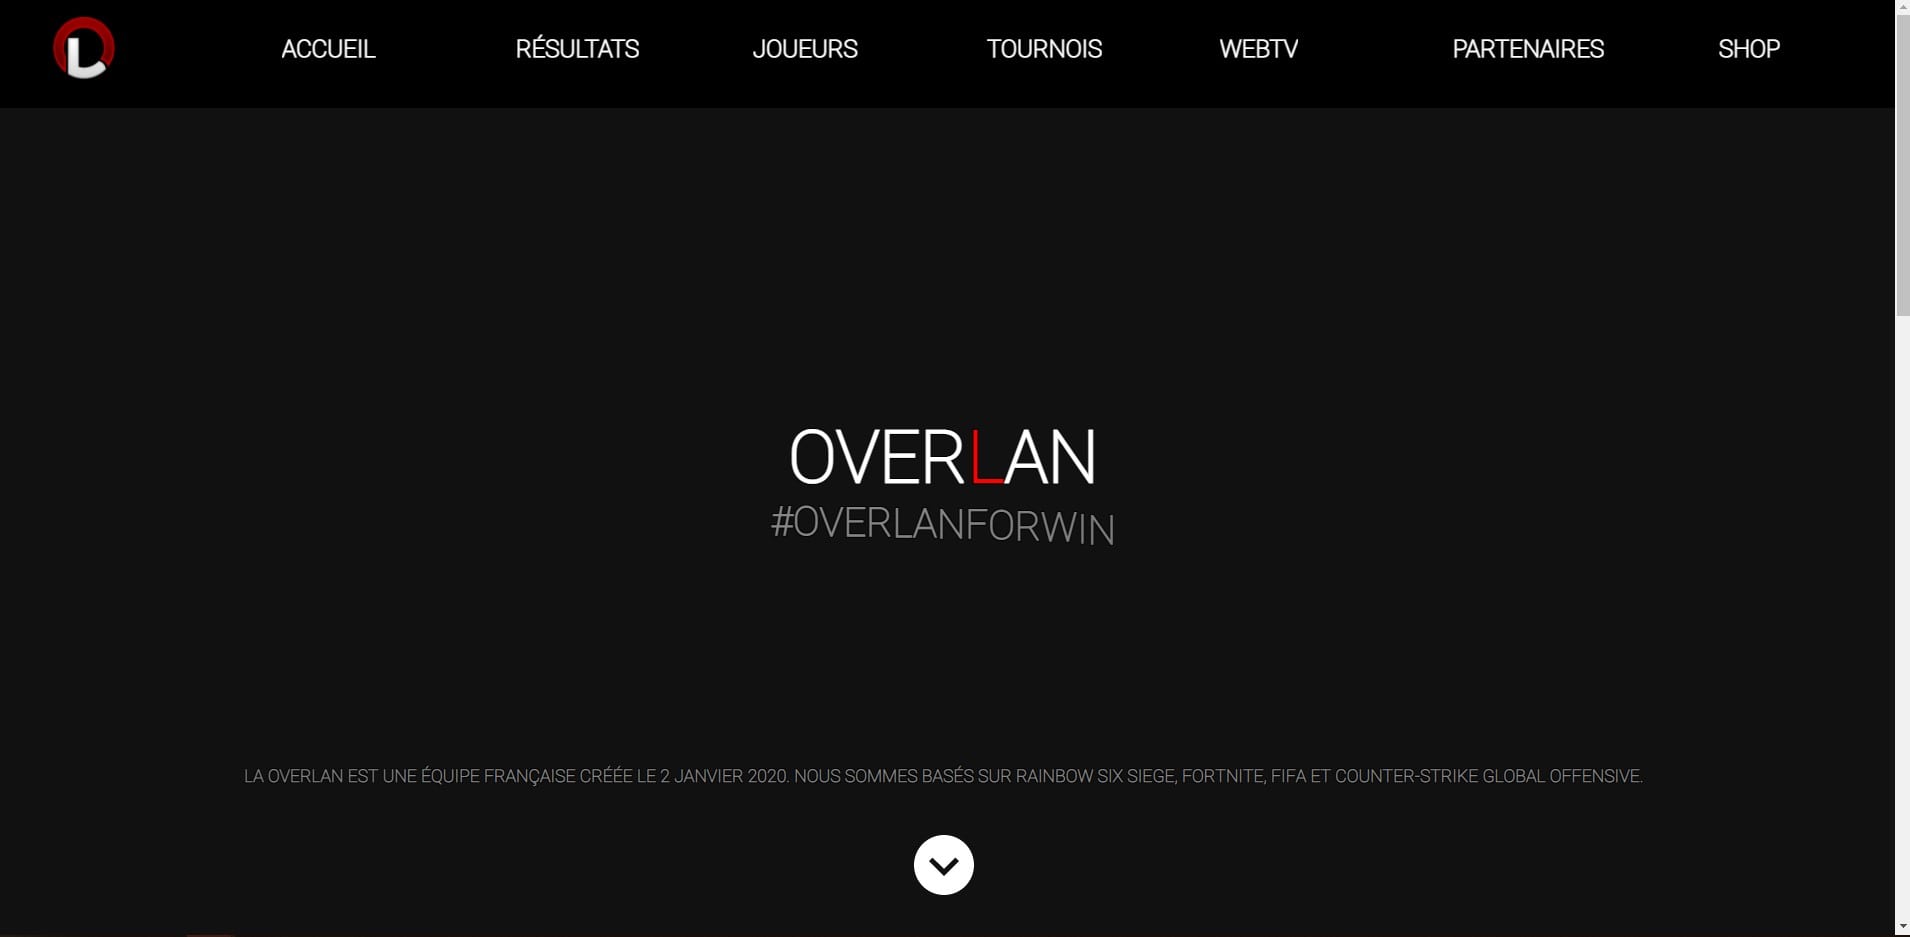 L
ACCUEIL RÉSULTATS JOUEURS TOURNOIS WEBTV PARTENAIRES SHOP
OVERLAN
#OVERLANFORWIN
LA OVERLAN EST UNE ÉQUIPE FRANÇAISE CRÉÉE LE 2 JANVIER 2020. NOUS SOMMES BASÉS SUR RAINBOW SIX SIEGE, FORTNITE, FIFA ET COUNTER-STRIKE GLOBAL OFFENSIVE.